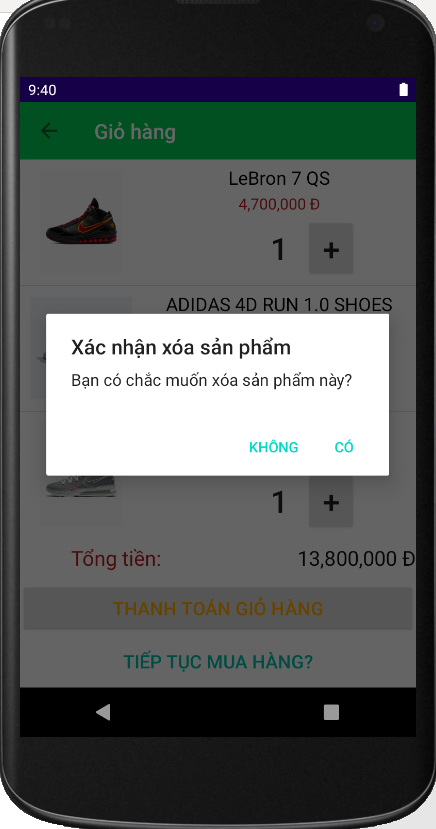 9:40
Giỏ hàng
LeBron 7 QS
4,700,000 Đ
1 +
ADIDAS 4D RUN 1.0 SHOES
Xác nhận xóa sản phẩm
Bạn có chắc muốn xóa sản phẩm này?
KHÔNG CÓ
1 +
Tổng tiền: 13,800,000 Đ
THANH TOÁN GIỎ HÀNG
TIẾP TỤC MUA HÀNG?